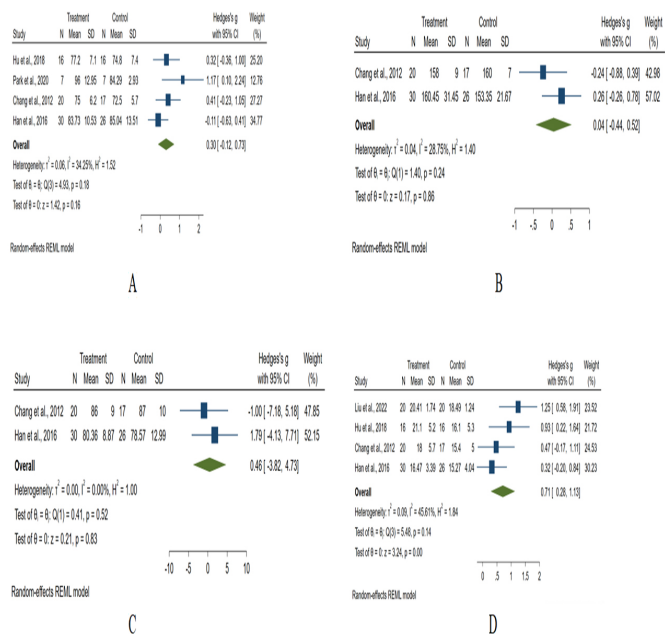 Treatment Control Hedges's g Weight
Study N Mean SD N Mean SD with 95% CI (%)
Hu et al., 2018 16 77.2 7.1 16 74.8 7.4 0.32 [-0.36, 1.00] 25.20
Park et al., 2020 7 96 12.95 7 84.29 2.93 1.17 [0.10, 2.24] 12.76
Chang et al., 2012 20 75 6.2 17 72.5 5.7 0.41 [-0.23, 1.05] 27.27
Han et al., 2016 30 83.73 10.53 26 85.04 13.51 -0.11 [-0.63, 0.41] 34.77
Overall 0.30 [-0.12, 0.73]
Heterogeneity: τ² = 0.06, I² = 34.25%, H² = 1.52
Test of θᵢ = θⱼ: Q(3) = 4.93, p = 0.18
Test of θ = 0: z = 1.42, p = 0.16
-1 0 1 2
Random-effects REML model
A
Treatment Control Hedges's g Weight
Study N Mean SD N Mean SD with 95% CI (%)
Chang et al., 2012 20 158 9 17 160 7 -0.24 [-0.88, 0.39] 42.98
Han et al., 2016 30 160.45 31.45 26 153.35 21.67 0.26 [-0.26, 0.78] 57.02
Overall 0.04 [-0.44, 0.52]
Heterogeneity: τ² = 0.04, I² = 28.75%, H² = 1.40
Test of θᵢ = θⱼ: Q(1) = 1.40, p = 0.24
Test of θ = 0: z = 0.17, p = 0.86
-1 -.5 0 .5 1
Random-effects REML model
B
Treatment Control Hedges's g Weight
Study N Mean SD N Mean SD with 95% CI (%)
Chang et al., 2012 20 86 9 17 87 10 -1.00 [-7.18, 5.18] 47.85
Han et al., 2016 30 80.36 8.87 26 78.57 12.99 1.79 [-4.13, 7.71] 52.15
Overall 0.46 [-3.82, 4.73]
Heterogeneity: τ² = 0.00, I² = 0.00%, H² = 1.00
Test of θᵢ = θⱼ: Q(1) = 0.41, p = 0.52
Test of θ = 0: z = 0.21, p = 0.83
-10 -5 0 5 10
Random-effects REML model
C
Treatment Control Hedges's g Weight
Study N Mean SD N Mean SD with 95% CI (%)
Liu et al., 2022 20 20.41 1.74 20 18.49 1.24 1.25 [0.58, 1.91] 23.52
Hu et al., 2018 16 21.1 5.2 16 16.1 5.3 0.93 [0.22, 1.64] 21.72
Chang et al., 2012 20 18 5.7 17 15.4 5 0.47 [-0.17, 1.11] 24.53
Han et al., 2016 30 16.47 3.39 26 15.27 4.04 0.32 [-0.20, 0.84] 30.23
Overall 0.71 [0.28, 1.13]
Heterogeneity: τ² = 0.09, I² = 45.61%, H² = 1.84
Test of θᵢ = θⱼ: Q(3) = 5.48, p = 0.14
Test of θ = 0: z = 3.24, p = 0.00
0 .5 1 1.5 2
Random-effects REML model
D